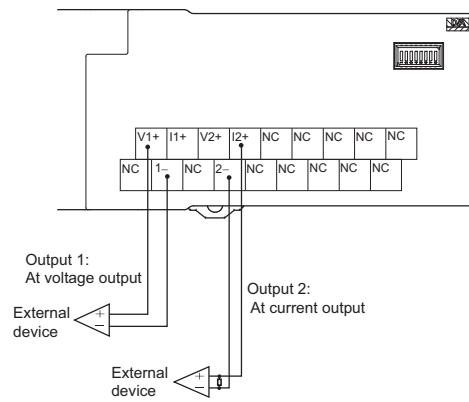 V1+ I1+ V2+ I2+ NC NC NC NC NC
NC 1– NC 2– NC NC NC NC NC
Output 1:
At voltage output
Output 2:
At current output
External
device
+
–
External
device
+
–